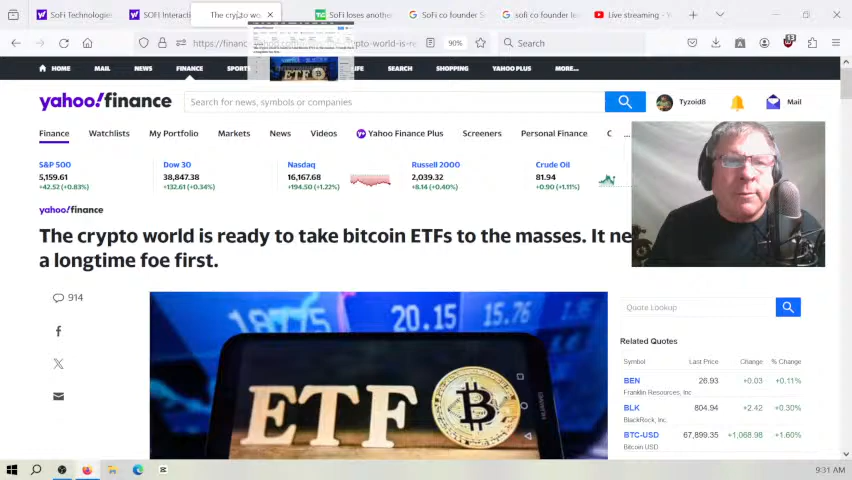 SoFi Technologies
SOFI Interacti
The crypto wo
SoFi loses anothe
SoFi co founder S
sofi co founder le
Live streaming -
https://financ
crypto-world-is-re
90%
Search
13
HOME
MAIL
NEWS
FINANCE
SPORTS
LIFE
SEARCH
SHOPPING
YAHOO PLUS
MORE...
yahoo!finance
Search for news, symbols or companies
Tyzoid8
Mail
Finance
Watchlists
My Portfolio
Markets
News
Videos
Yahoo Finance Plus
Screeners
Personal Finance
C
...
S&P 500
5,159.61
+42.52 (+0.83%)
Dow 30
38,847.38
+132.61 (+0.34%)
Nasdaq
16,167.68
+194.50 (+1.22%)
Russell 2000
2,039.32
+8.14 (+0.40%)
Crude Oil
81.94
+0.90 (+1.11%)
yahoo/finance
The crypto world is ready to take bitcoin ETFs to the masses. It ne
a longtime foe first.
914
20.15
15.76
ETF
Quote Lookup
Related Quotes
Symbol
Last Price
Change
% Change
BEN
26.93
+0.03
+0.11%
Franklin Resources, Inc.
BLK
804.94
+2.42
+0.30%
BlackRock, Inc.
BTC-USD
67,899.35
+1,068.98
+1.60%
Bitcoin USD
9:31 AM